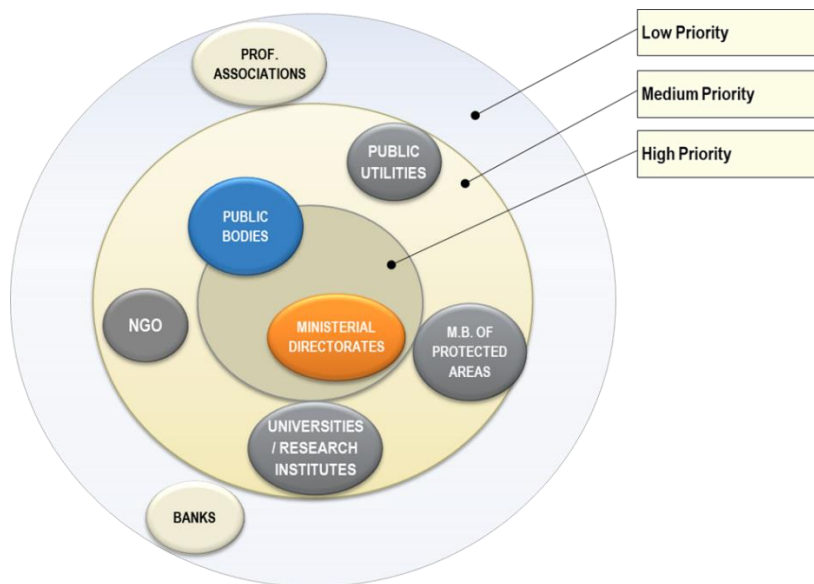 PROF.
ASSOCIATIONS
Low Priority
Medium Priority
High Priority
PUBLIC
UTILITIES
PUBLIC
BODIES
NGO
MINISTERIAL
DIRECTORATES
M.B. OF
PROTECTED
AREAS
UNIVERSITIES
/ RESEARCH
INSTITUTES
BANKS